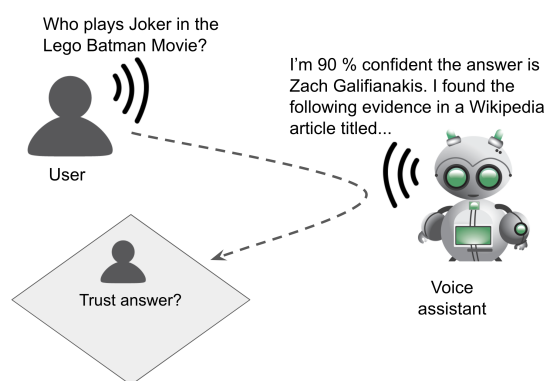 Who plays Joker in the
Lego Batman Movie?
I'm 90 % confident the answer is
Zach Galifianakis. I found the
following evidence in a Wikipedia
article titled...
User
Trust answer?
Voice
assistant